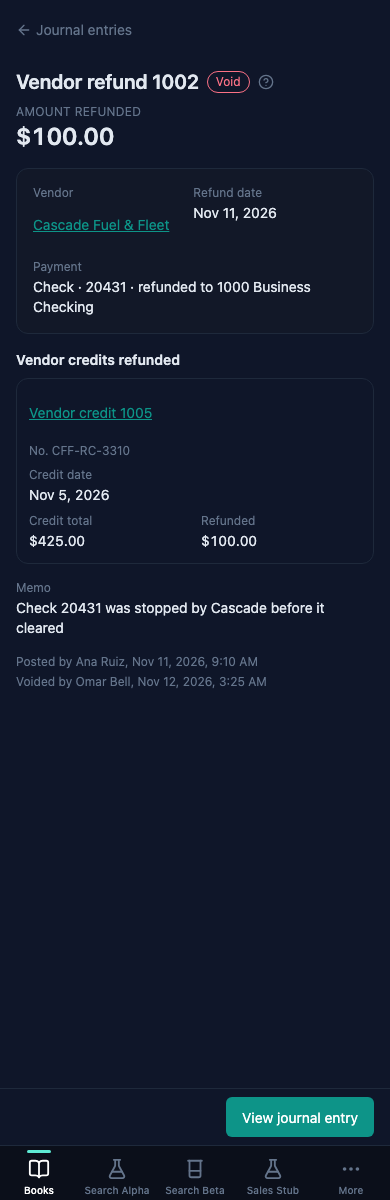 Journal entries
Vendor refund 1002 Void
AMOUNT REFUNDED
$100.00
Vendor
Cascade Fuel & Fleet
Refund date
Nov 11, 2026
Payment
Check · 20431 · refunded to 1000 Business
Checking
Vendor credits refunded
Vendor credit 1005
No. CFF-RC-3310
Credit date
Nov 5, 2026
Credit total
$425.00
Refunded
$100.00
Memo
Check 20431 was stopped by Cascade before it
cleared
Posted by Ana Ruiz, Nov 11, 2026, 9:10 AM
Voided by Omar Bell, Nov 12, 2026, 3:25 AM
View journal entry
Books
Search Alpha
Search Beta
Sales Stub
More